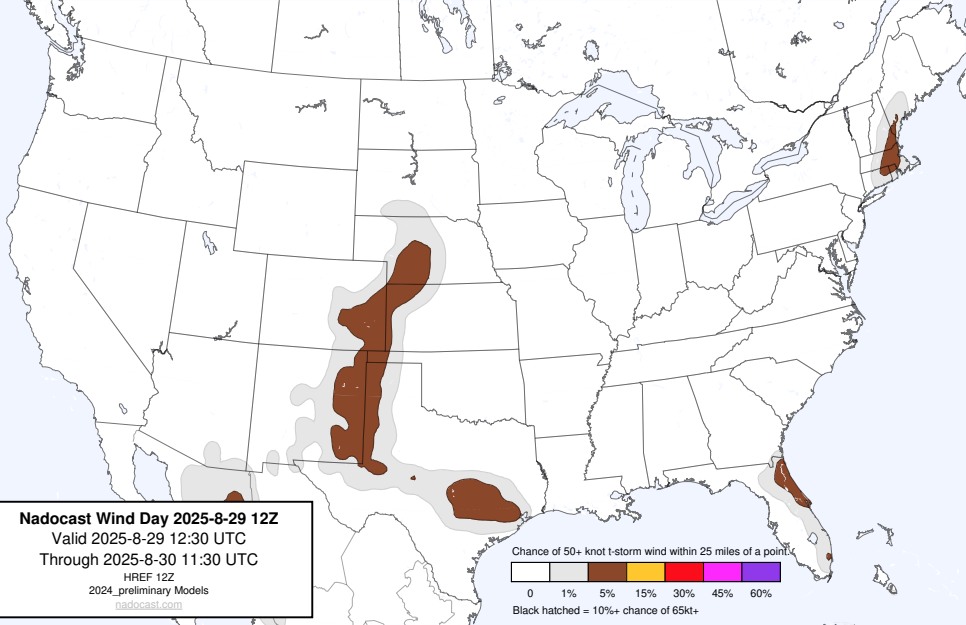 Nadocast Wind Day 2025-8-29 12Z
Valid 2025-8-29 12:30 UTC
Through 2025-8-30 11:30 UTC
HREF 12Z
2024_preliminary Models
nadocast.com
Chance of 50+ knot t-storm wind within 25 miles of a point.
0 1% 5% 15% 30% 45% 60%
Black hatched = 10%+ chance of 65kt+